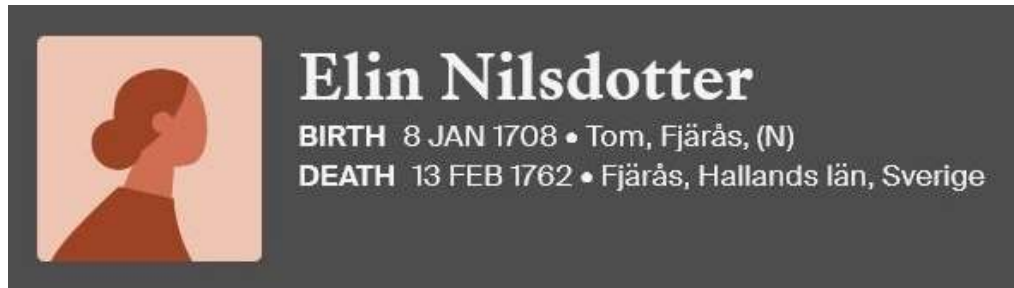 Elin Nilsdotter
BIRTH 8 JAN 1708 • Tom, Fjärås, (N)
DEATH 13 FEB 1762 • Fjärås, Hallands län, Sverige